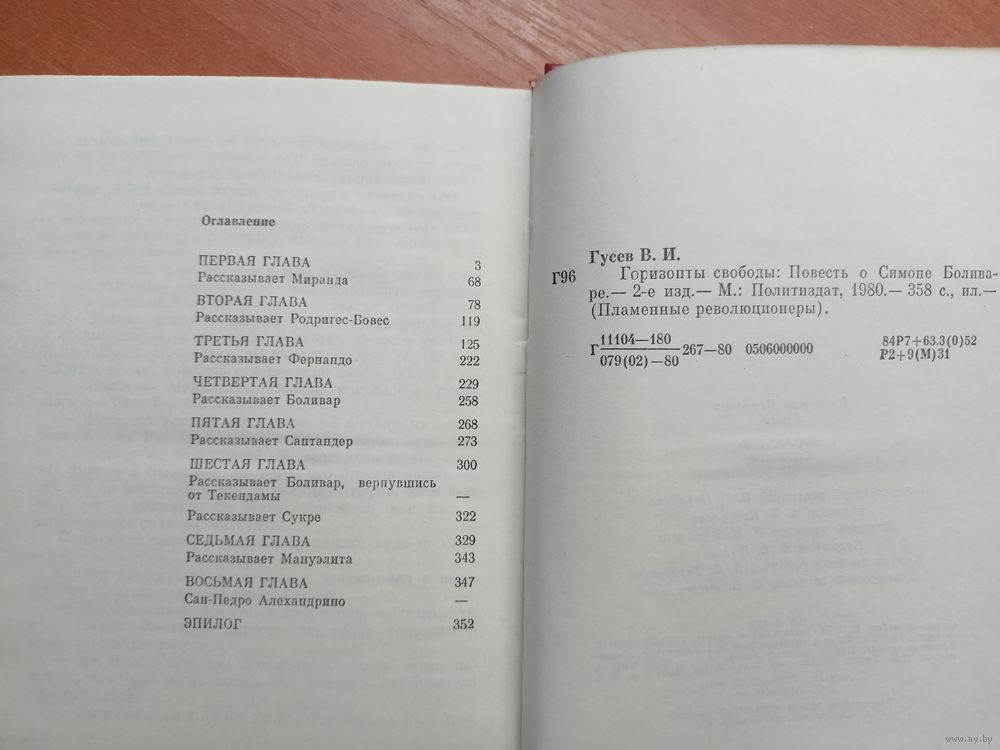 Оглавление
ПЕРВАЯ ГЛАВА 3
Рассказывает Миранда 68
ВТОРАЯ ГЛАВА 78
Рассказывает Родригес-Бовес 119
ТРЕТЬЯ ГЛАВА 125
Рассказывает Фернандо 222
ЧЕТВЕРТАЯ ГЛАВА 229
Рассказывает Боливар 258
ПЯТАЯ ГЛАВА 268
Рассказывает Сантандер 273
ШЕСТАЯ ГЛАВА 300
Рассказывает Боливар, вернувшись
от Текендамы —
Рассказывает Сукре 322
СЕДЬМАЯ ГЛАВА 329
Рассказывает Мануэлита 343
ВОСЬМАЯ ГЛАВА 347
Сан-Педро Алехандрино —
ЭПИЛОГ 352
Гусев В. И.
Г96 Горизонты свободы: Повесть о Симоне Болива-
ре.— 2-е изд.— М.: Политиздат, 1980.— 358 с., ил.—
(Пламенные революционеры).
Г 11104—180
079(02)—80 267—80 0506000000
84Р7+63.3(0)52
Р2+9(М)31
www.ay.by